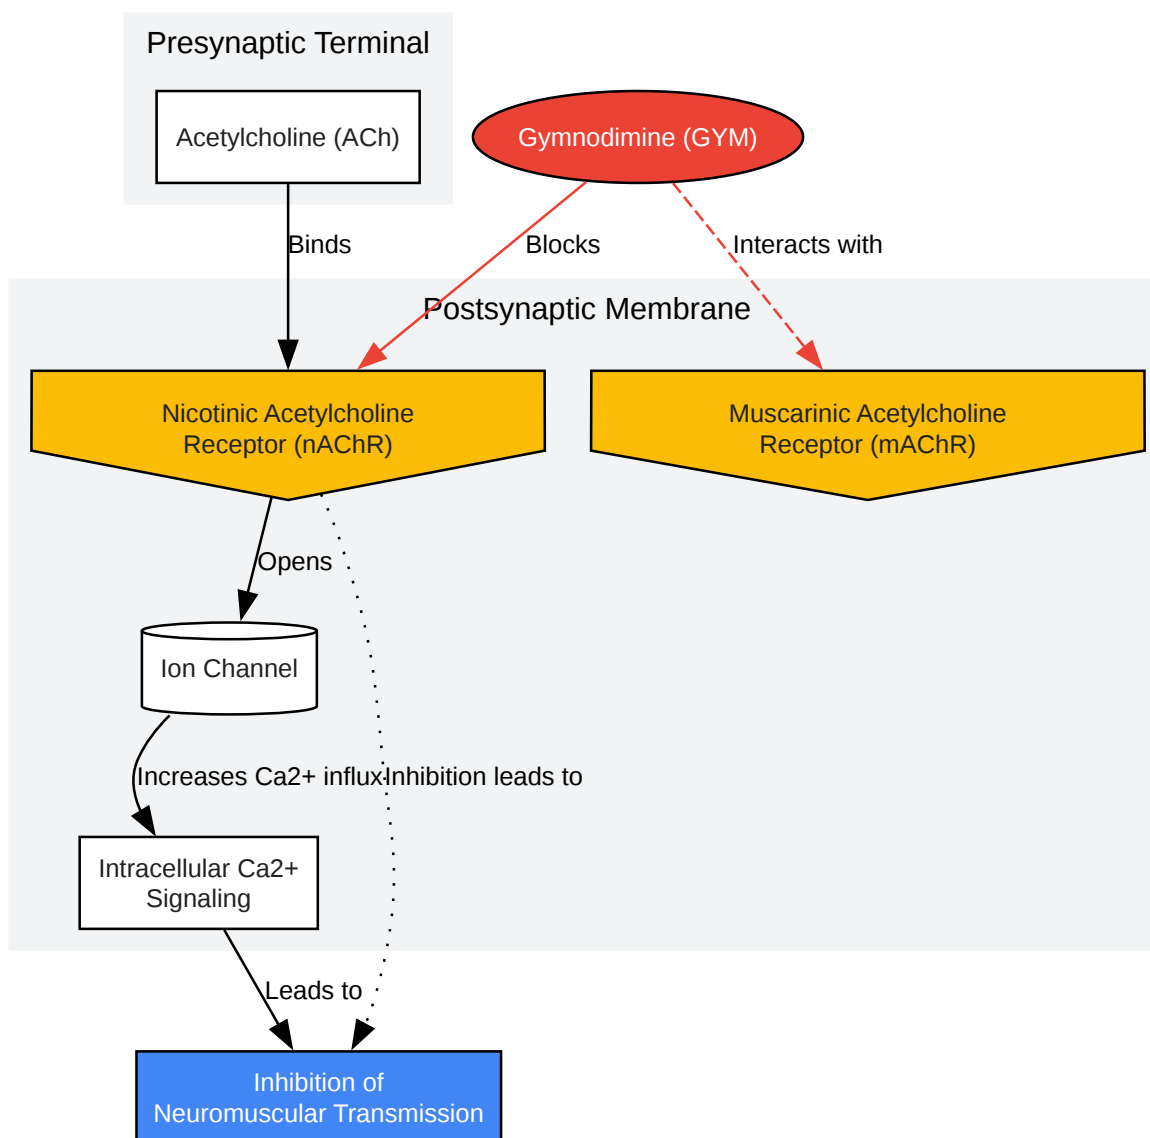 Presynaptic Terminal
Acetylcholine (ACh)
Gymnodimine (GYM)
Binds
Blocks
Interacts with
Postsynaptic Membrane
Nicotinic Acetylcholine
Receptor (nAChR)
Muscarinic Acetylcholine
Receptor (mAChR)
Opens
Ion Channel
Increases Ca2+ influx
Inhibition leads to
Intracellular Ca2+
Signaling
Leads to
Inhibition of
Neuromuscular Transmission